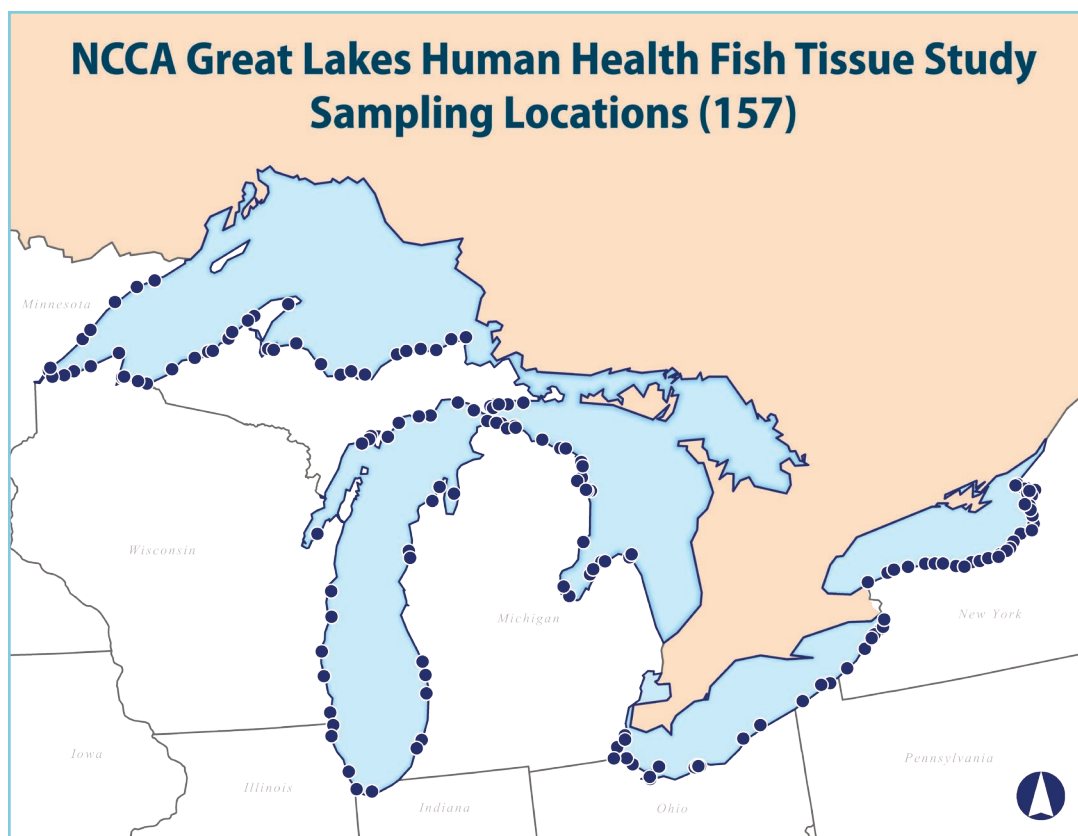 NCCA Great Lakes Human Health Fish Tissue Study
Sampling Locations (157)
Minnesota
Wisconsin
Michigan
New York
Iowa
Illinois
Indiana
Ohio
Pennsylvania